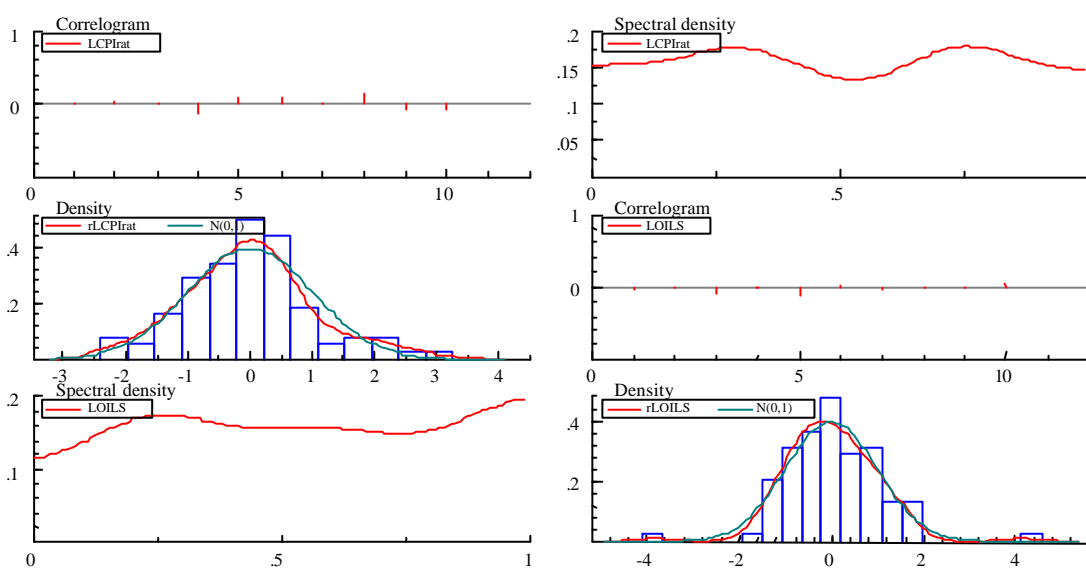 Correlogram
LCPIrat
1
0
0
5
10
Spectral density
LCPIrat
.2
.15
.1
.05
0
.5
Density
rLCPIrat
N(0,1)
.4
.2
-3
-2
-1
0
1
2
3
4
Correlogram
LOILS
1
0
0
5
10
Spectral density
LOILS
.2
.1
0
.5
1
Density
rLOILS
N(0,1)
.4
.2
-4
-2
0
2
4